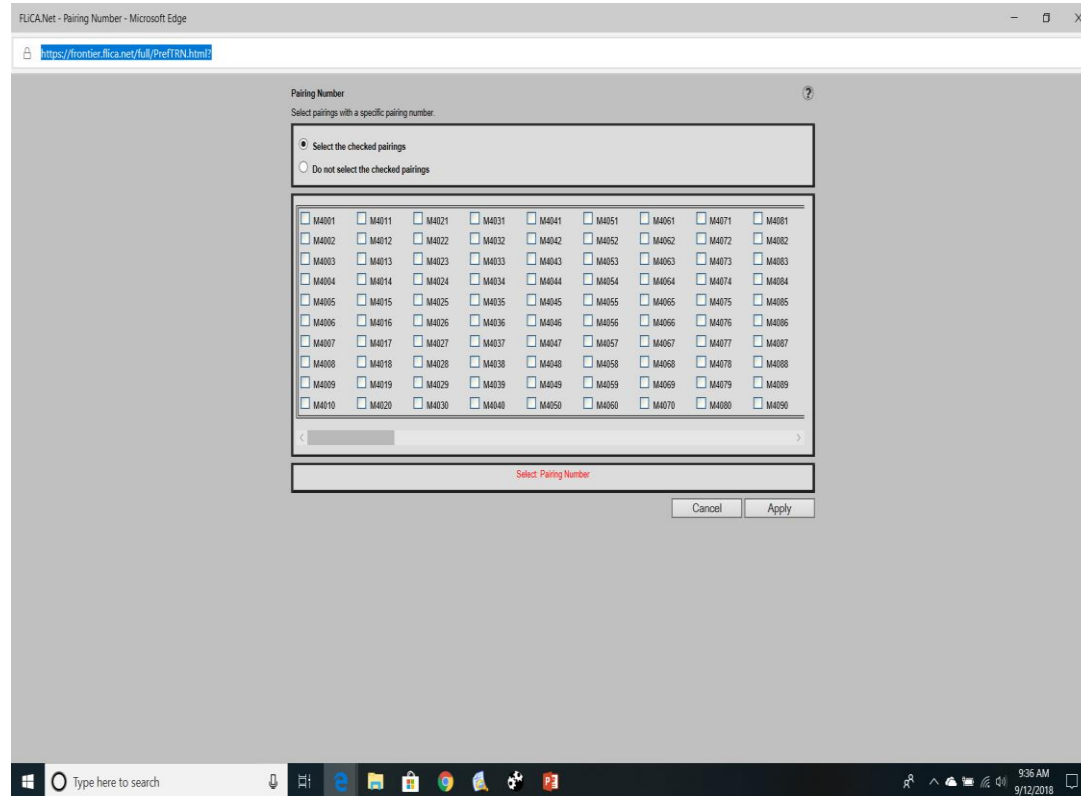 FLiCA.Net - Pairing Number - Microsoft Edge
https://frontier.flica.net/full/PrefTRN.html?
Pairing Number
?
Select pairings with a specific pairing number.
Select the checked pairings
Do not select the checked pairings
M4001 M4011 M4021 M4031 M4041 M4051 M4061 M4071 M4081
M4002 M4012 M4022 M4032 M4042 M4052 M4062 M4072 M4082
M4003 M4013 M4023 M4033 M4043 M4053 M4063 M4073 M4083
M4004 M4014 M4024 M4034 M4044 M4054 M4064 M4074 M4084
M4005 M4015 M4025 M4035 M4045 M4055 M4065 M4075 M4085
M4006 M4016 M4026 M4036 M4046 M4056 M4066 M4076 M4086
M4007 M4017 M4027 M4037 M4047 M4057 M4067 M4077 M4087
M4008 M4018 M4028 M4038 M4048 M4058 M4068 M4078 M4088
M4009 M4019 M4029 M4039 M4049 M4059 M4069 M4079 M4089
M4010 M4020 M4030 M4040 M4050 M4060 M4070 M4080 M4090
Select: Pairing Number
Cancel Apply
Type here to search
9:36 AM
9/12/2018